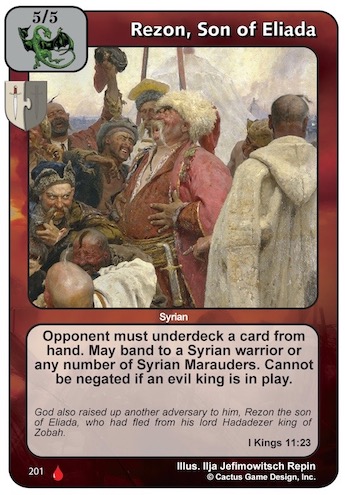 5/5
Rezon, Son of Eliada
Syrian
Opponent must underdeck a card from
hand. May band to a Syrian warrior or
any number of Syrian Marauders. Cannot
be negated if an evil king is in play.
God also raised up another adversary to him, Rezon the son
of Eliada, who had fled from his lord Hadadezer king of
Zobah.
I Kings 11:23
Illus. Ilja Jefimowitsch Repin
201
© Cactus Game Design, Inc.